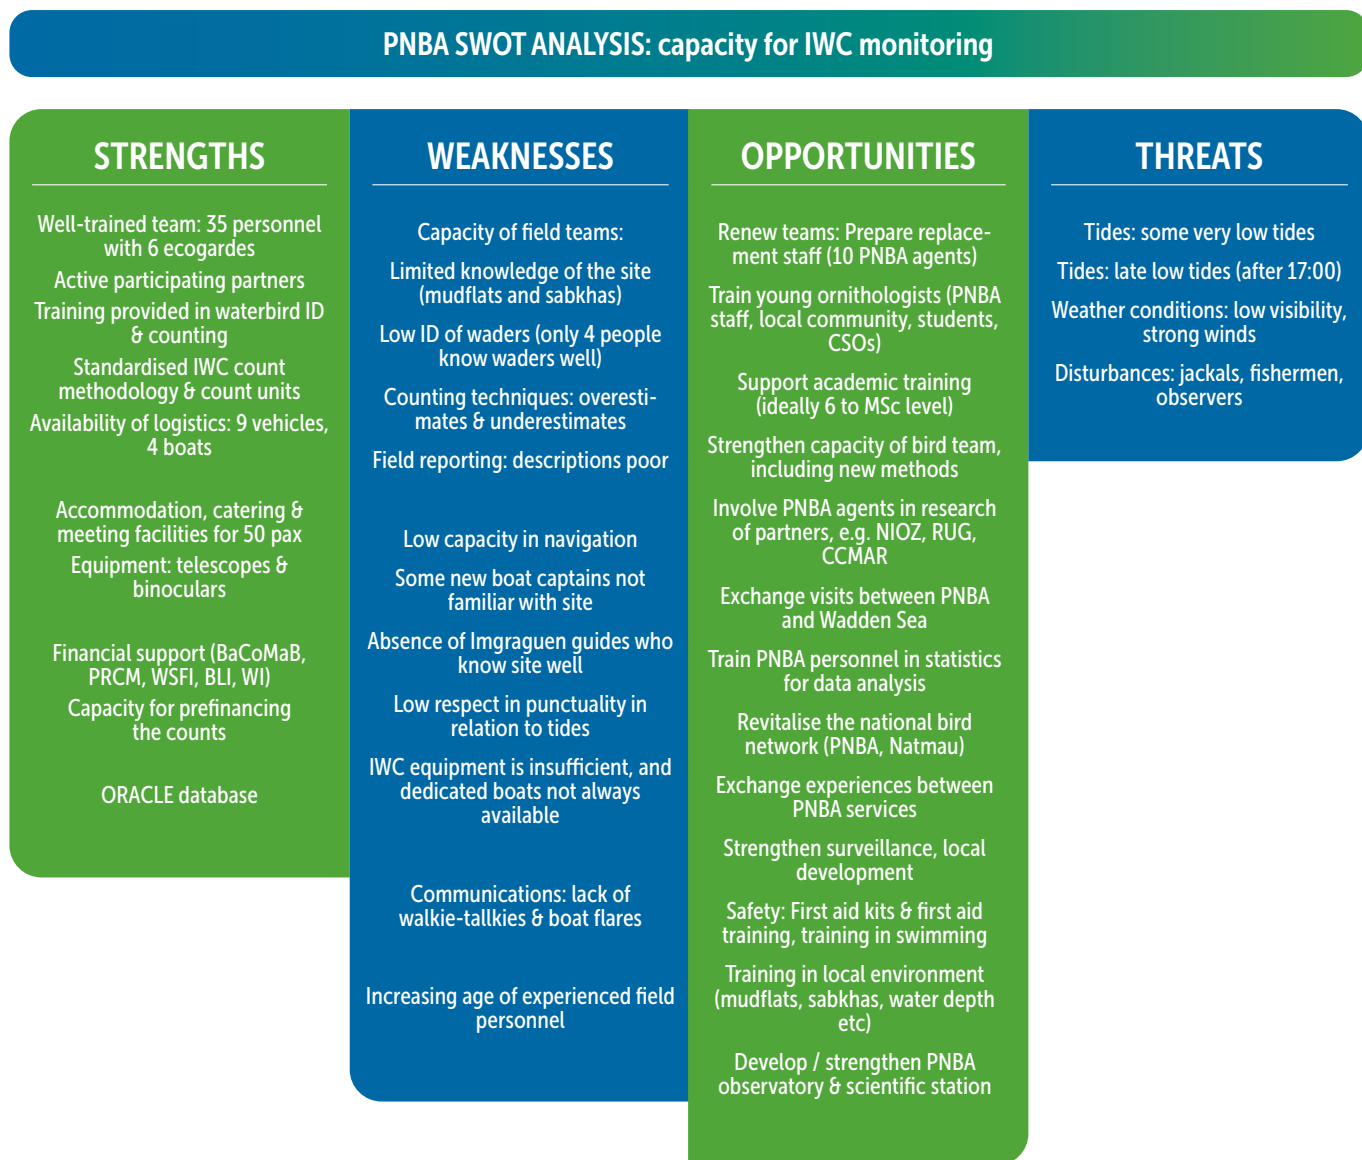 PNBA SWOT ANALYSIS: capacity for IWC monitoring
STRENGTHS
Well-trained team: 35 personnel
with 6 ecogardes
Active participating partners
Training provided in waterbird ID
& counting
Standardised IWC count
methodology & count units
Availability of logistics: 9 vehicles,
4 boats
Accommodation, catering &
meeting facilities for 50 pax
Equipment: telescopes &
binoculars
Financial support (BaCoMaB,
PRCM, WSFI, BLI, WI)
Capacity for prefinancing
the counts
ORACLE database
WEAKNESSES
Capacity of field teams:
Limited knowledge of the site
(mudflats and sabkhas)
Low ID of waders (only 4 people
know waders well)
Counting techniques: overesti-
mates & underestimates
Field reporting: descriptions poor
Low capacity in navigation
Some new boat captains not
familiar with site
Absence of Imgraguen guides who
know site well
Low respect in punctuality in
relation to tides
IWC equipment is insufficient, and
dedicated boats not always
available
Communications: lack of
walkie-tallkies & boat flares
Increasing age of experienced field
personnel
OPPORTUNITIES
Renew teams: Prepare replace-
ment staff (10 PNBA agents)
Train young ornithologists (PNBA
staff, local community, students,
CSOs)
Support academic training
(ideally 6 to MSc level)
Strengthen capacity of bird team,
including new methods
Involve PNBA agents in research
of partners, e.g. NIOZ, RUG,
CCMAR
Exchange visits between PNBA
and Wadden Sea
Train PNBA personnel in statistics
for data analysis
Revitalise the national bird
network (PNBA, Natmau)
Exchange experiences between
PNBA services
Strengthen surveillance, local
development
Safety: First aid kits & first aid
training, training in swimming
Training in local environment
(mudflats, sabkhas, water depth
etc)
Develop / strengthen PNBA
observatory & scientific station
THREATS
Tides: some very low tides
Tides: late low tides (after 17:00)
Weather conditions: low visibility,
strong winds
Disturbances: jackals, fishermen,
observers